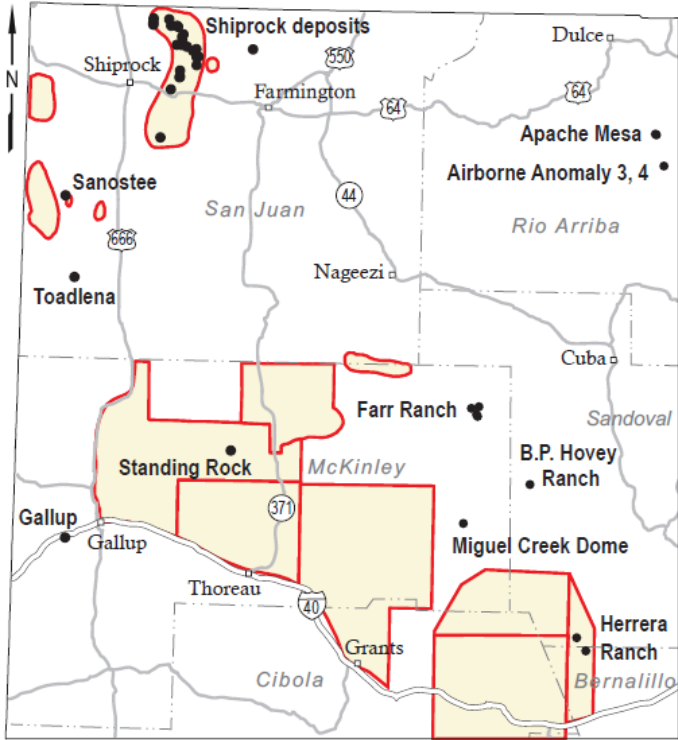 Shiprock deposits
Dulce
550
Shiprock
N
Farmington
64
64
Apache Mesa
Airborne Anomaly 3, 4
Sanostee
San Juan
44
Rio Arriba
666
Nageezi
Toadlena
Cuba
Farr Ranch
Sandoval
B.P. Hovey
Ranch
Standing Rock
McKinley
371
Gallup
Gallup
Miguel Creek Dome
Thoreau
40
Herrera
Ranch
Grants
Cibola
Bernalillo